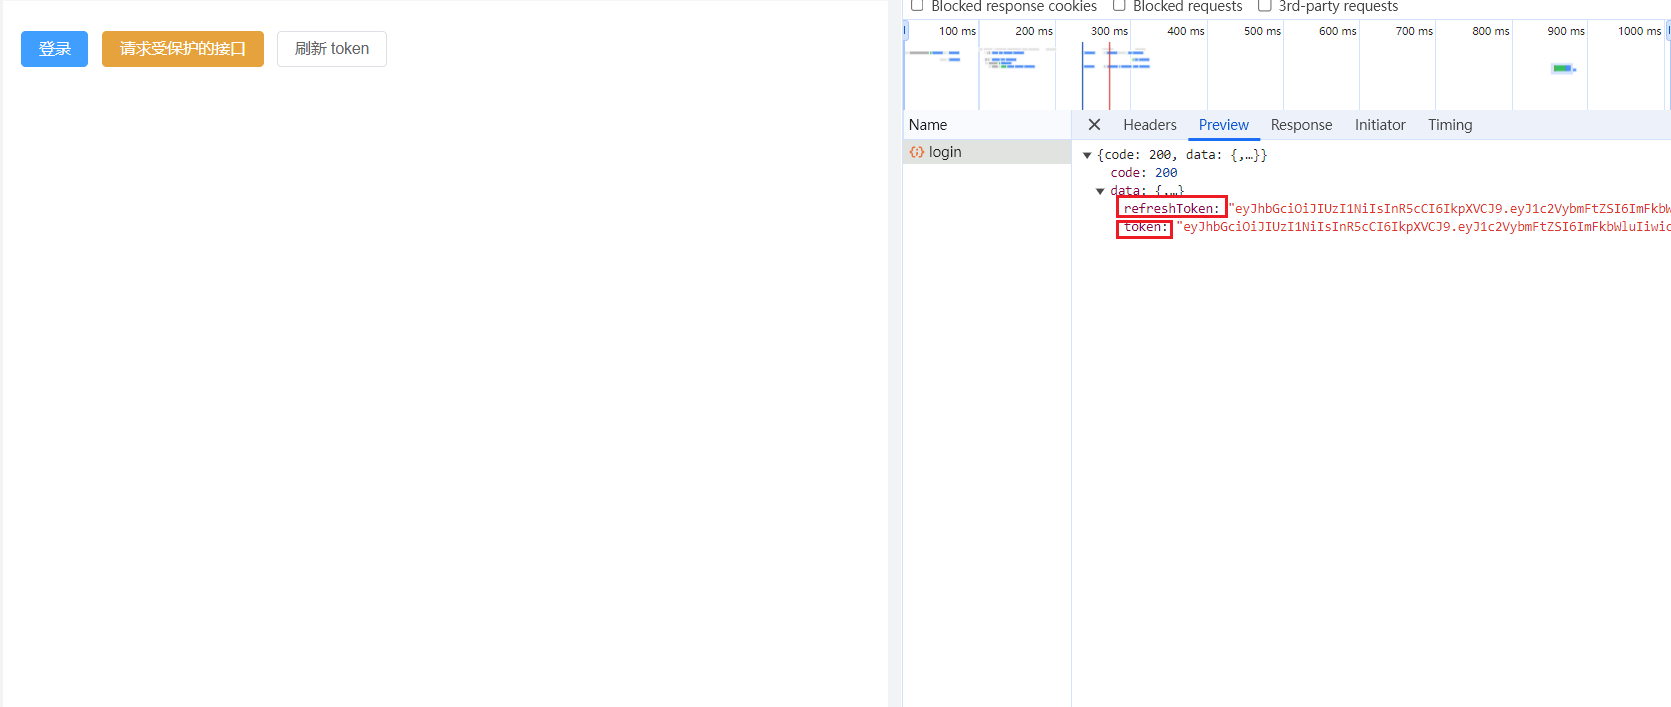 Blocked response cookies Blocked requests 3rd-party requests
登录 请求受保护的接口 刷新 token
100 ms 200 ms 300 ms 400 ms 500 ms 600 ms 700 ms 800 ms 900 ms 1000 ms
Name
Headers Preview Response Initiator Timing
login
{code: 200, data: {,…}}
code: 200
data: {,…}
refreshToken: "eyJhbGciOiJIUzI1NiIsInR5cCI6IkpXVCJ9.eyJ1c2VybmFtZSI6ImFkbW
token: "eyJhbGciOiJIUzI1NiIsInR5cCI6IkpXVCJ9.eyJ1c2VybmFtZSI6ImFkbWluIiwic